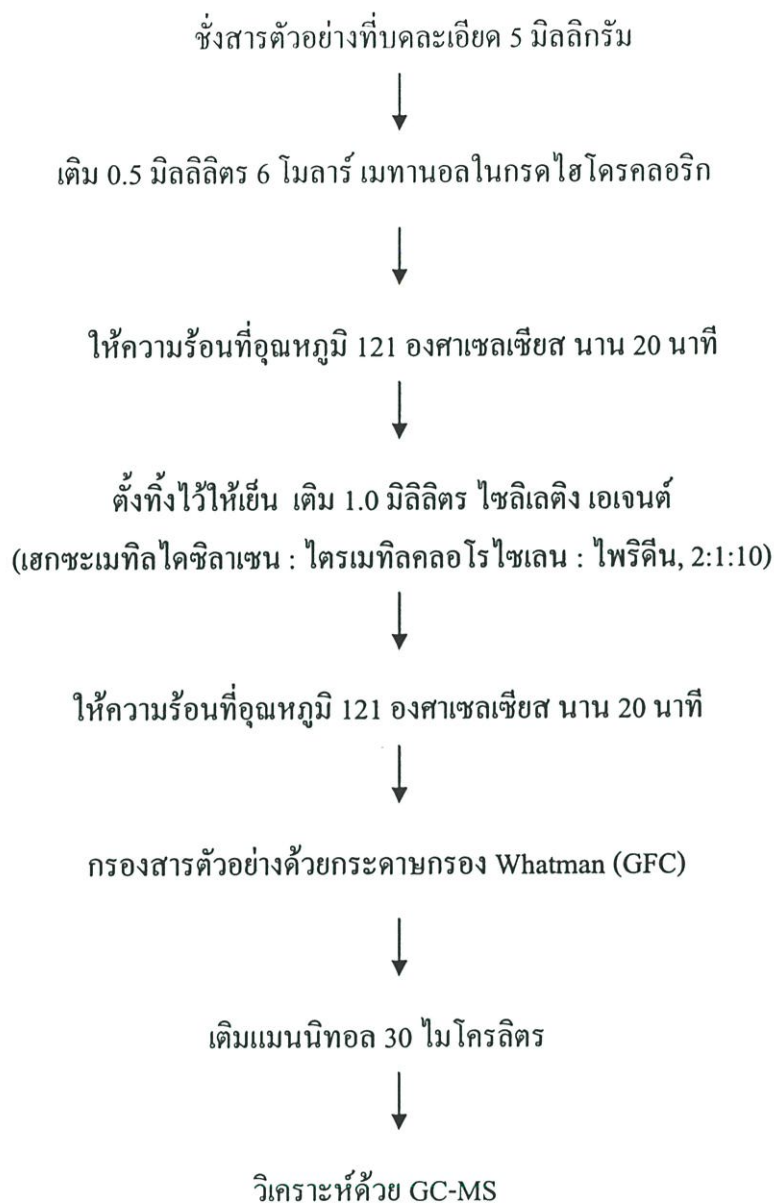 ชั่งสารตัวอย่างที่บดละเอียด 5 มิลลิกรัม
เติม 0.5 มิลลิลิตร 6 โมลาร์ เมทานอลในกรดไฮโดรคลอริก
ให้ความร้อนที่อุณหภูมิ 121 องศาเซลเซียส นาน 20 นาที
ตั้งทิ้งไว้ให้เย็น เติม 1.0 มิลิลิตร ไซลิเลติง เอเจนต์
(เฮกซะเมทิลไดซิลาเซน : ไตรเมทิลคลอโรไซเลน : ไพริดีน, 2:1:10)
ให้ความร้อนที่อุณหภูมิ 121 องศาเซลเซียส นาน 20 นาที
กรองสารตัวอย่างด้วยกระดาษกรอง Whatman (GFC)
เติมแมนนิทอล 30 ไมโครลิตร
วิเคราะห์ด้วย GC-MS